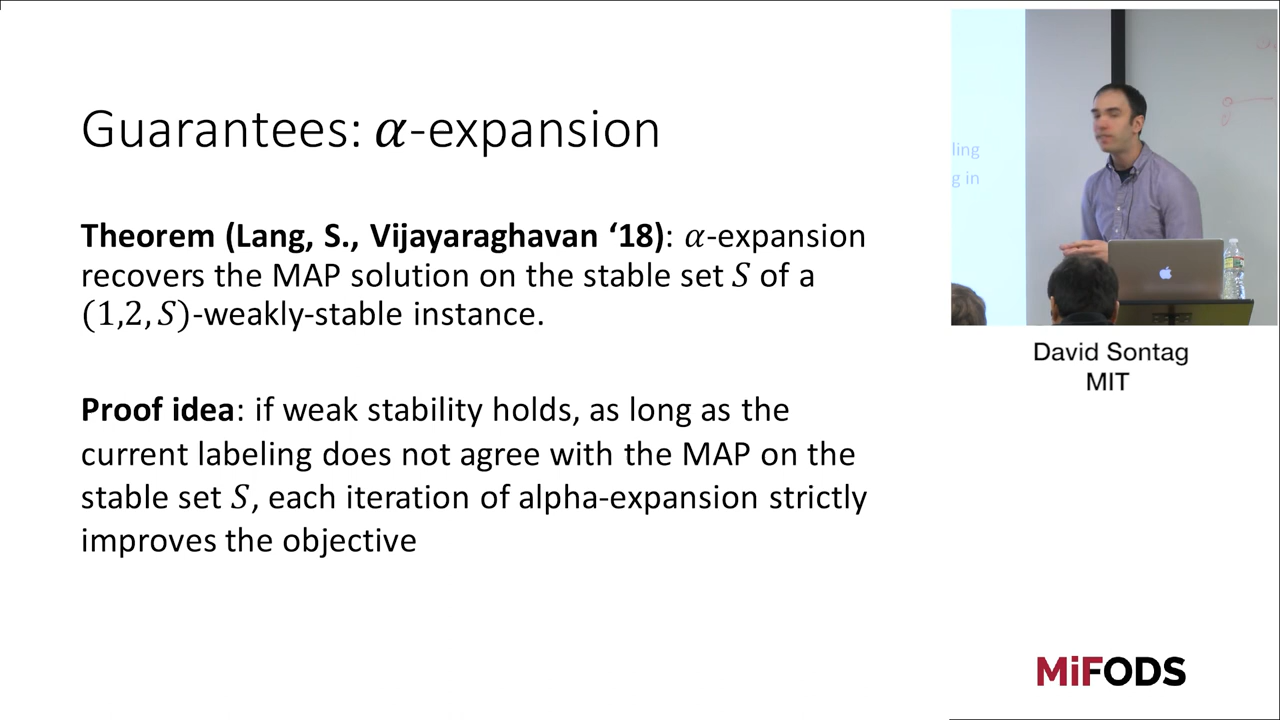 Guarantees: α-expansion
Theorem (Lang, S., Vijayaraghavan ‘18): α-expansion
recovers the MAP solution on the stable set S of a
(1,2, S)-weakly-stable instance.
Proof idea: if weak stability holds, as long as the
current labeling does not agree with the MAP on the
stable set S, each iteration of alpha-expansion strictly
improves the objective
ling
g in
David Sontag
MIT
MiFODS